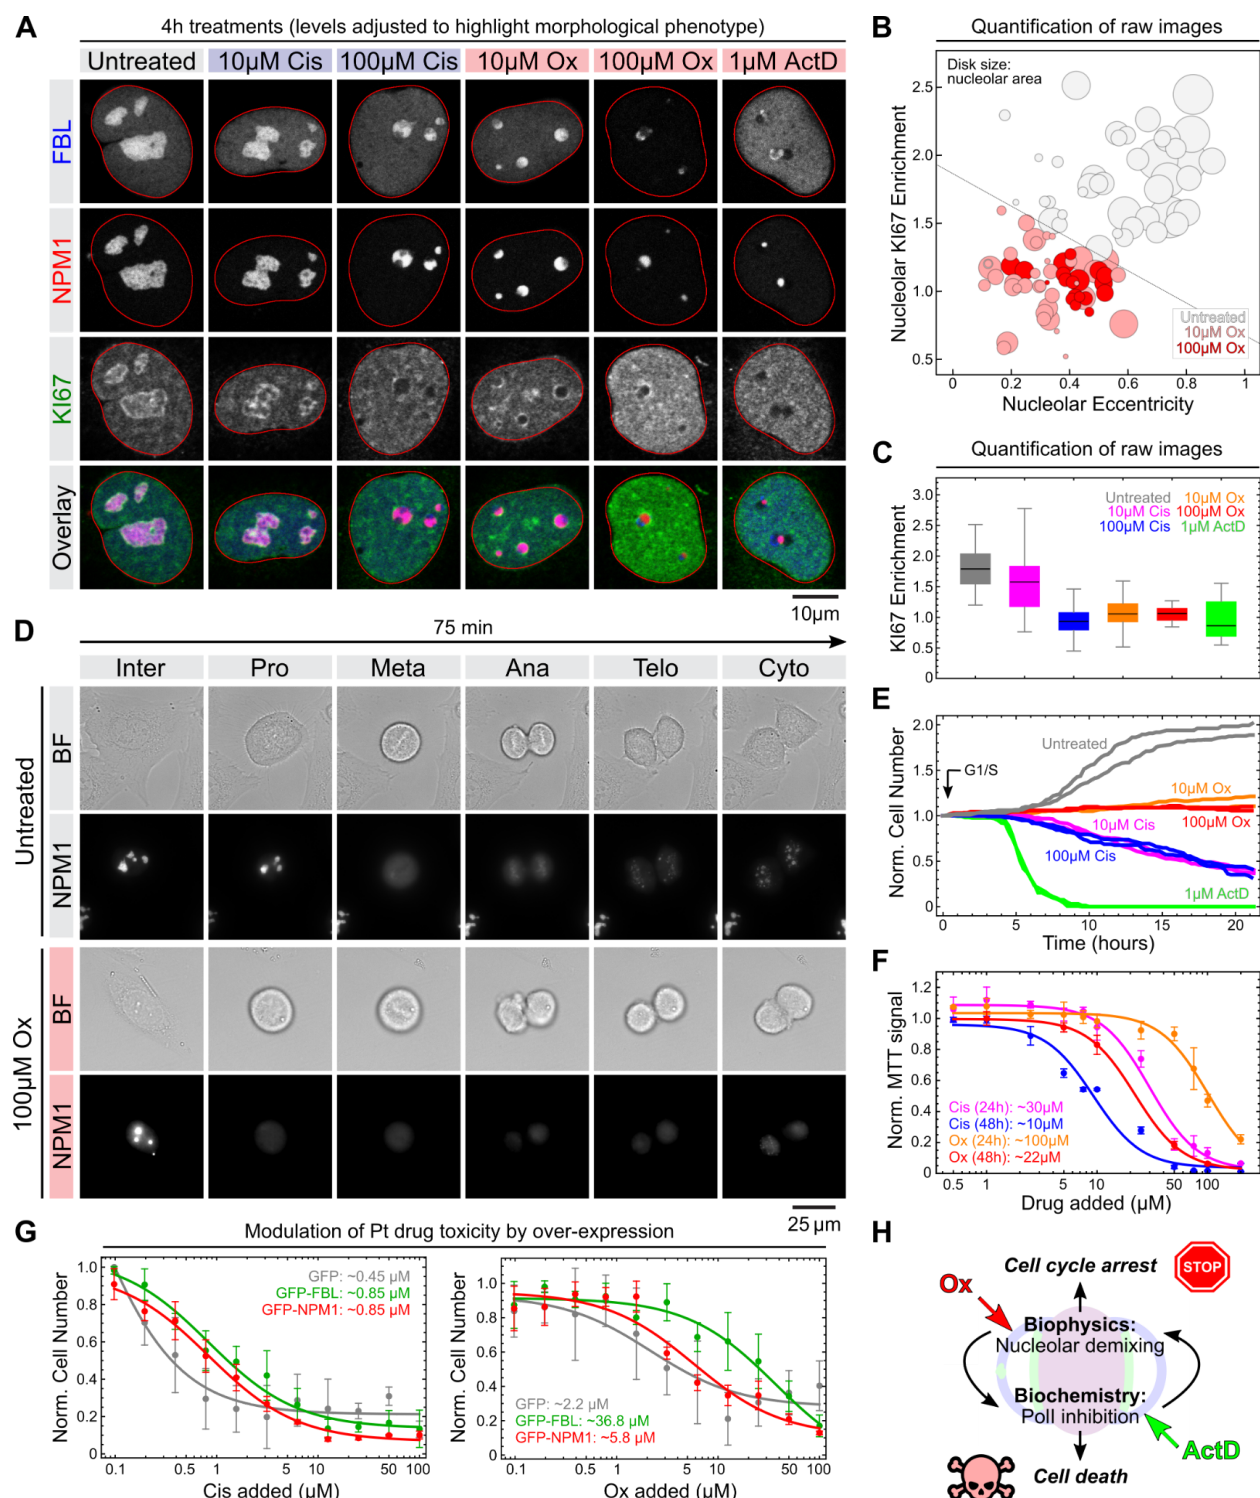 A
4h treatments (levels adjusted to highlight morphological phenotype)
Untreated
10µM Cis
100µM Cis
10µM Ox
100µM Ox
1µM ActD
FBL
NPM1
KI67
Overlay
10µm
B
Quantification of raw images
Disk size:
nucleolar area
Nucleolar KI67 Enrichment
2.5
2.0
1.5
1.0
0.5
Untreated
10µM Ox
100µM Ox
0
0.2
0.4
0.6
0.8
1
Nucleolar Eccentricity
C
Quantification of raw images
KI67 Enrichment
3.0
2.5
2.0
1.5
1.0
0.5
0
Untreated
10µM Ox
10µM Cis
100µM Ox
100µM Cis
1µM ActD
D
75 min
Inter
Pro
Meta
Ana
Telo
Cyto
Untreated
BF
NPM1
100µM Ox
BF
NPM1
25 µm
E
Norm. Cell Number
2.0
1.5
1.0
0.5
0
Untreated
G1/S
10µM Ox
100µM Ox
10µM Cis
100µM Cis
1µM ActD
0
5
10
15
20
Time (hours)
F
Norm. MTT signal
1.2
1.0
0.8
0.6
0.4
0.2
0
Cis (24h): ~30µM
Cis (48h): ~10µM
Ox (24h): ~100µM
Ox (48h): ~22µM
0.5
1
5
10
50
100
Drug added (µM)
G
Modulation of Pt drug toxicity by over-expression
Norm. Cell Number
1.0
0.8
0.6
0.4
0.2
0
GFP: ~0.45 µM
GFP-FBL: ~0.85 µM
GFP-NPM1: ~0.85 µM
0.1
0.5
1
5
10
50
100
Cis added (µM)
Norm. Cell Number
1.0
0.8
0.6
0.4
0.2
0
GFP: ~2.2 µM
GFP-FBL: ~36.8 µM
GFP-NPM1: ~5.8 µM
0.1
0.5
1
5
10
50
100
Ox added (µM)
H
Cell cycle arrest
STOP
Ox
Biophysics:
Nucleolar demixing
Biochemistry:
PolI inhibition
ActD
Cell death